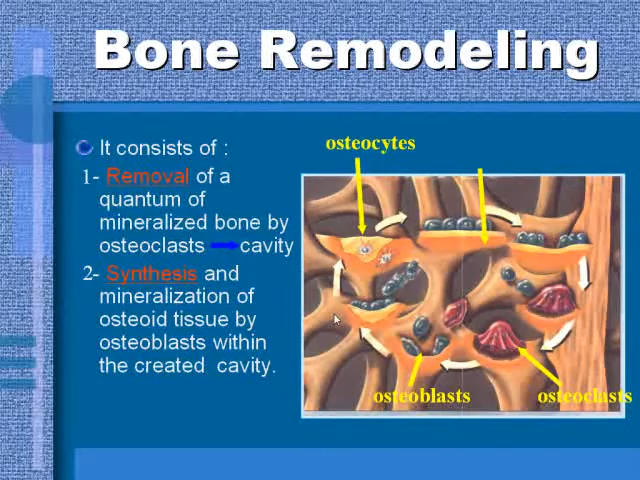 Bone Remodeling
It consists of :
1- Removal of a
quantum of
mineralized bone by
osteoclasts cavity
2- Synthesis and
mineralization of
osteoid tissue by
osteoblasts within
the created cavity.
osteocytes
osteoblasts
osteoclasts